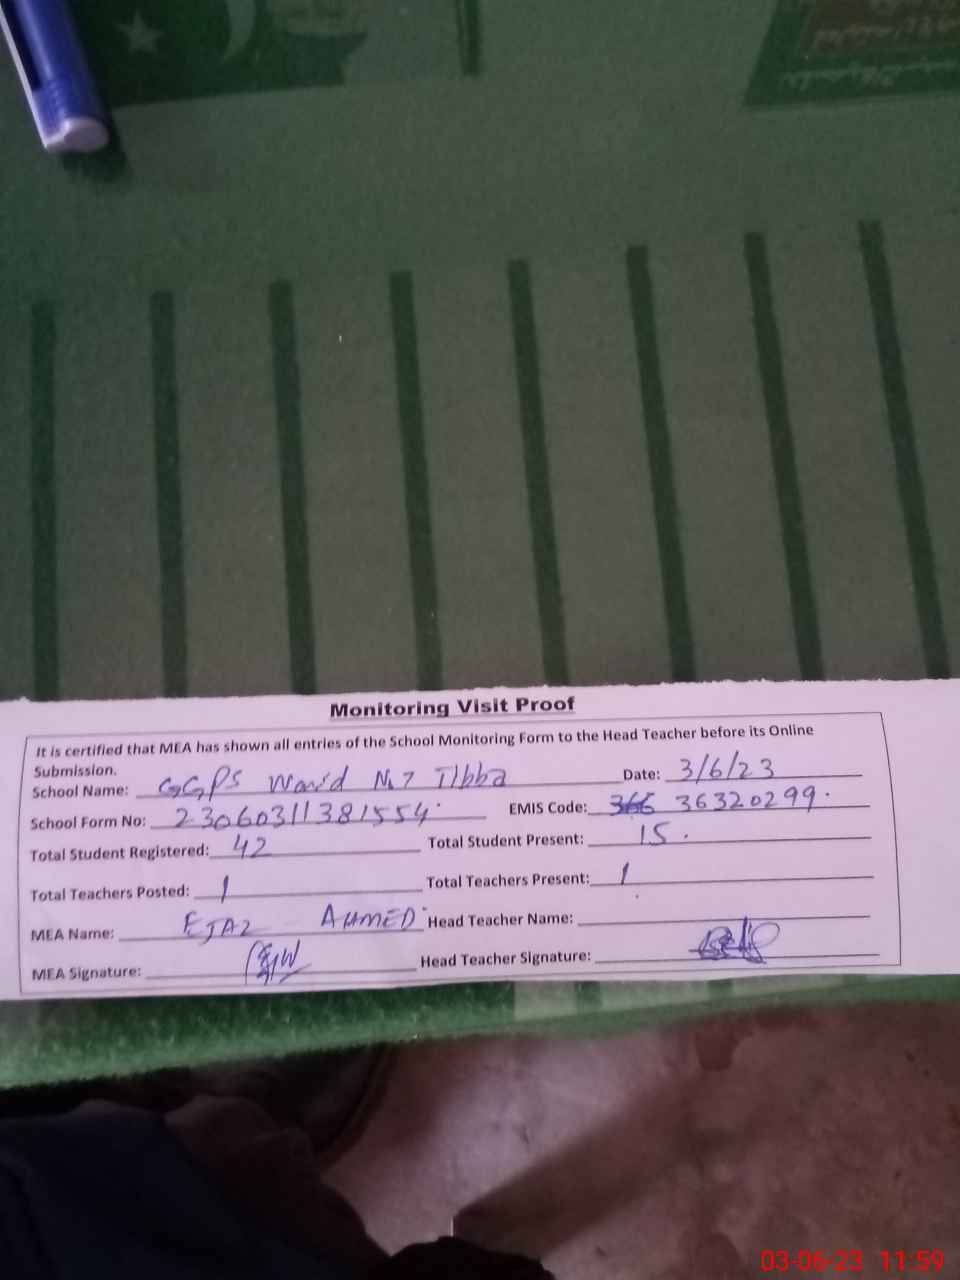 Monitoring Visit Proof
It is certified that MEA has shown all entries of the School Monitoring Form to the Head Teacher before its Online
Submission.
School Name: GGPS Warid No 7 Tibba Date: 3/6/23
School Form No: 23060311381554. EMIS Code: 366 36320299.
Total Student Registered: 42 Total Student Present: 15.
Total Teachers Posted: 1 Total Teachers Present: 1
MEA Name: EJAZ AHMED Head Teacher Name:
MEA Signature: Head Teacher Signature:
03-06-23 11:59